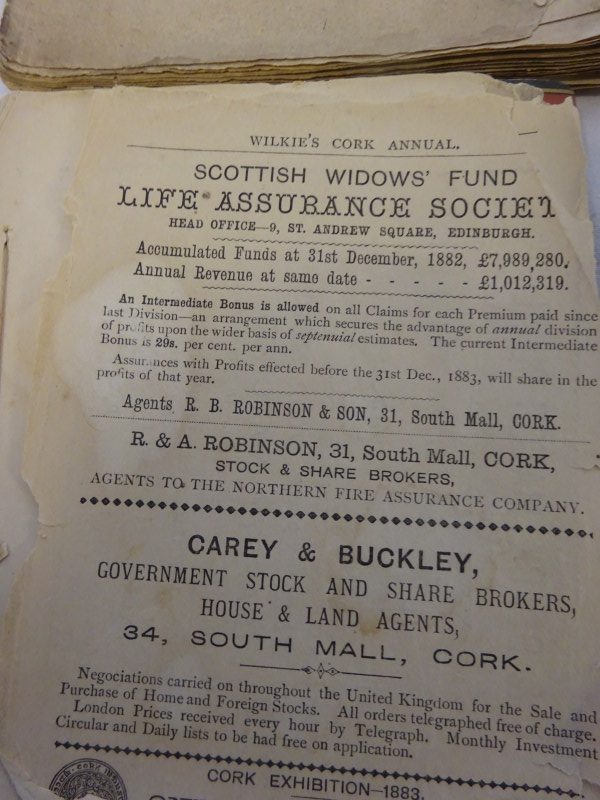 WILKIE'S CORK ANNUAL.
SCOTTISH WIDOWS' FUND
LIFE ASSURANCE SOCIET
HEAD OFFICE—9, ST. ANDREW SQUARE, EDINBURGH.
Accumulated Funds at 31st December, 1882, £7,989,280.
Annual Revenue at same date - - - - - £1,012,319.
An Intermediate Bonus is allowed on all Claims for each Premium paid since
last Division—an arrangement which secures the advantage of annual division
of profits upon the wider basis of septenuial estimates. The current Intermediate
Bonus is 29s. per cent. per ann.
Assurances with Profits effected before the 31st Dec., 1883, will share in the
profits of that year.
Agents R. B. ROBINSON & SON, 31, South Mall, CORK.
R. & A. ROBINSON, 31, South Mall, CORK,
STOCK & SHARE BROKERS,
AGENTS TO THE NORTHERN FIRE ASSURANCE COMPANY.
CAREY & BUCKLEY,
GOVERNMENT STOCK AND SHARE BROKERS,
HOUSE & LAND AGENTS,
34, SOUTH MALL, CORK.
Negociations carried on throughout the United Kingdom for the Sale and
Purchase of Home and Foreign Stocks. All orders telegraphed free of charge.
London Prices received every hour by Telegraph. Monthly Investment
Circular and Daily lists to be had free on application.
CORK EXHIBITION—1883.